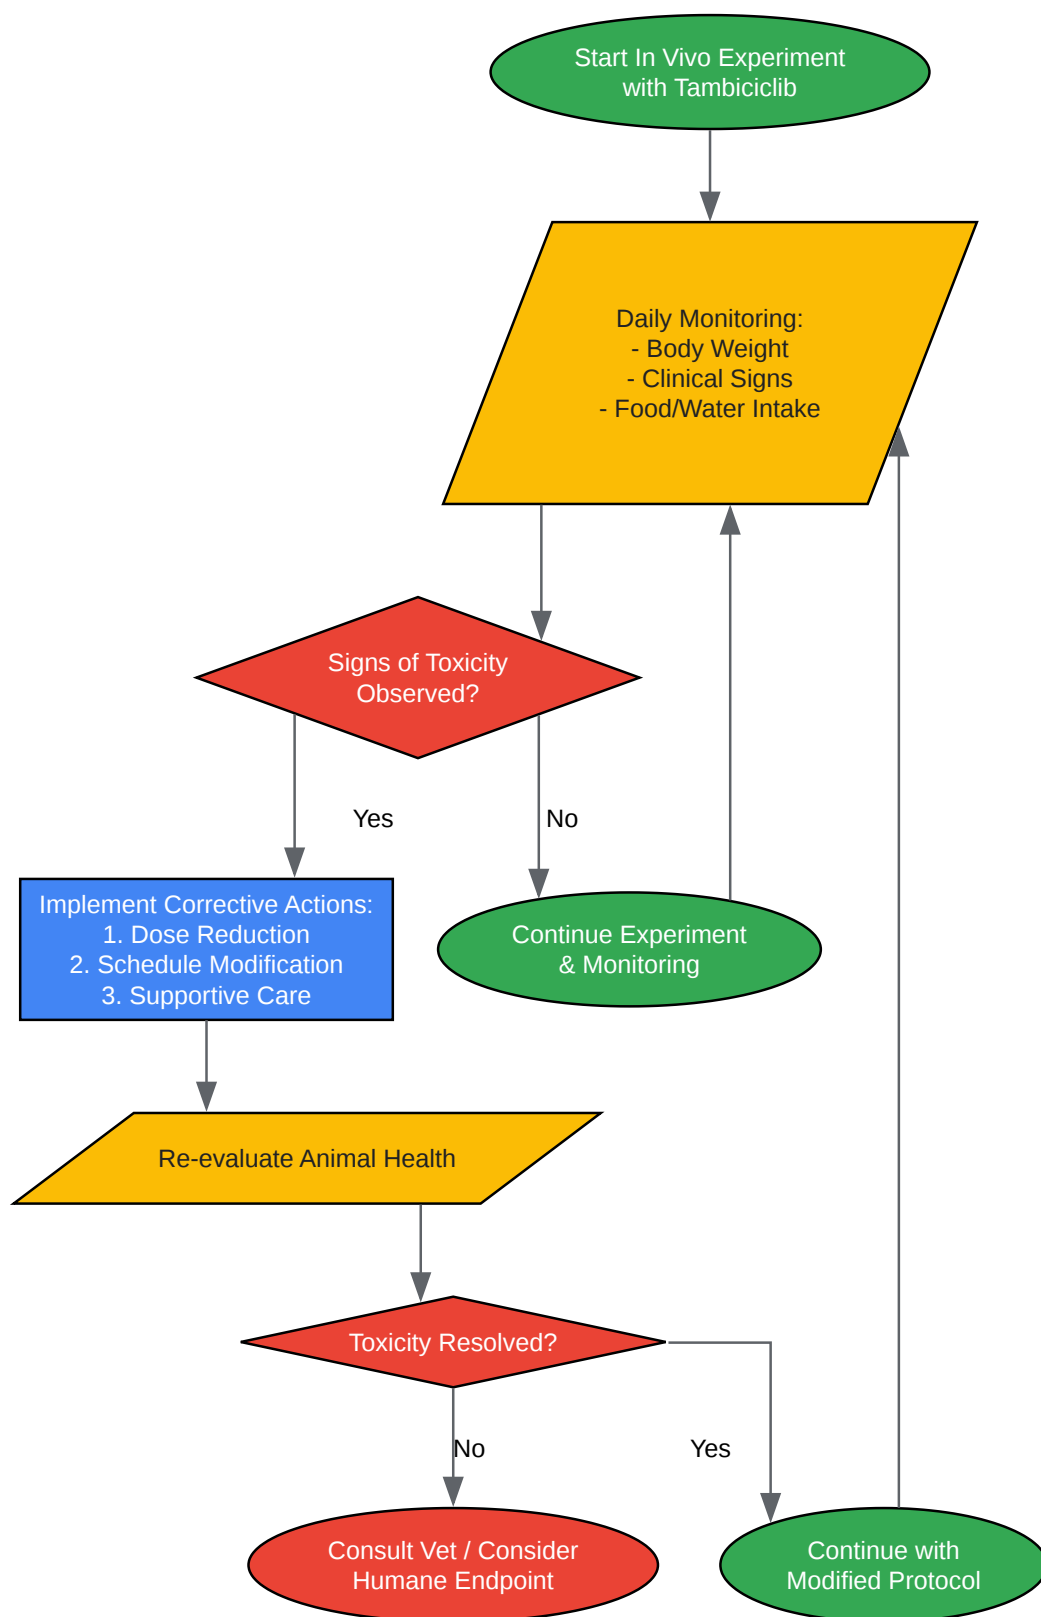 Start In Vivo Experiment
with Tambiciclib
Daily Monitoring:
- Body Weight
- Clinical Signs
- Food/Water Intake
Signs of Toxicity
Observed?
Yes
No
Implement Corrective Actions:
1. Dose Reduction
2. Schedule Modification
3. Supportive Care
Continue Experiment
& Monitoring
Re-evaluate Animal Health
Toxicity Resolved?
No
Yes
Consult Vet / Consider
Humane Endpoint
Continue with
Modified Protocol